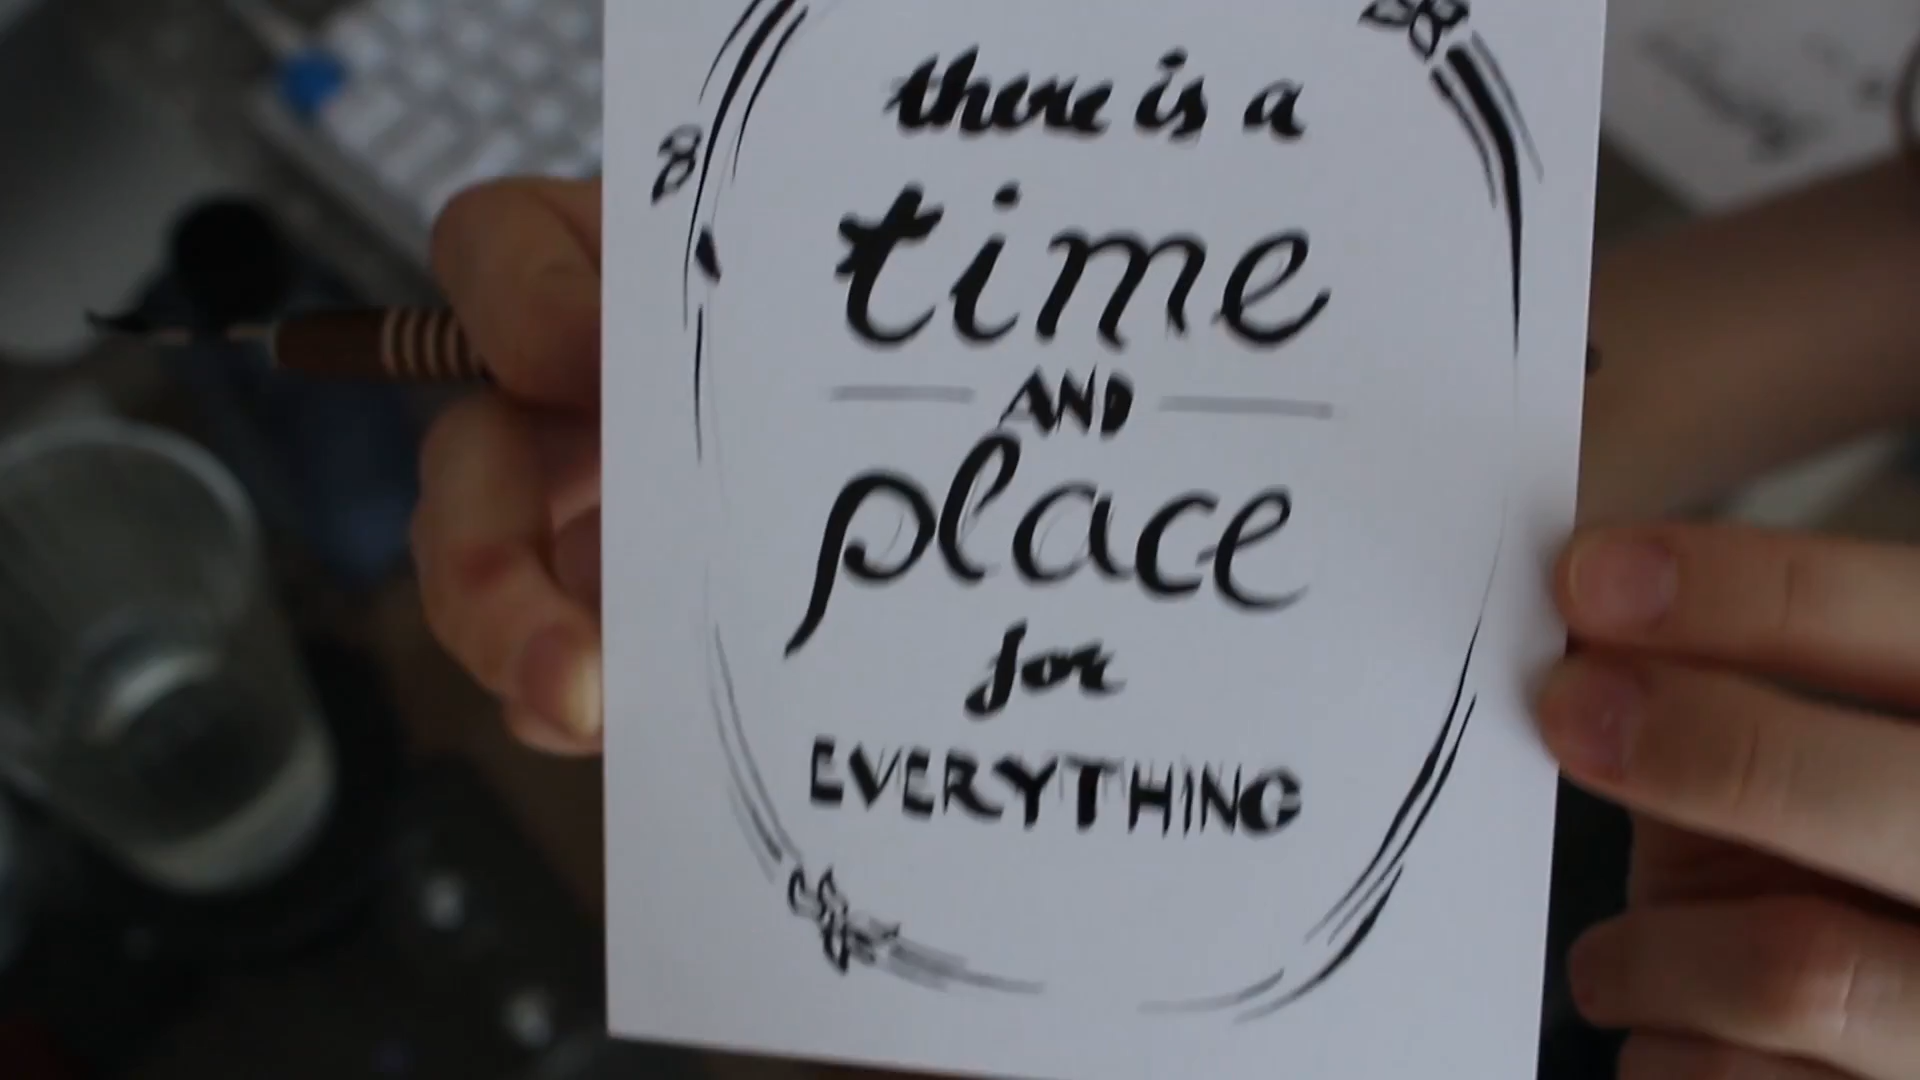 there is a
time
AND
place
for
EVERYTHING